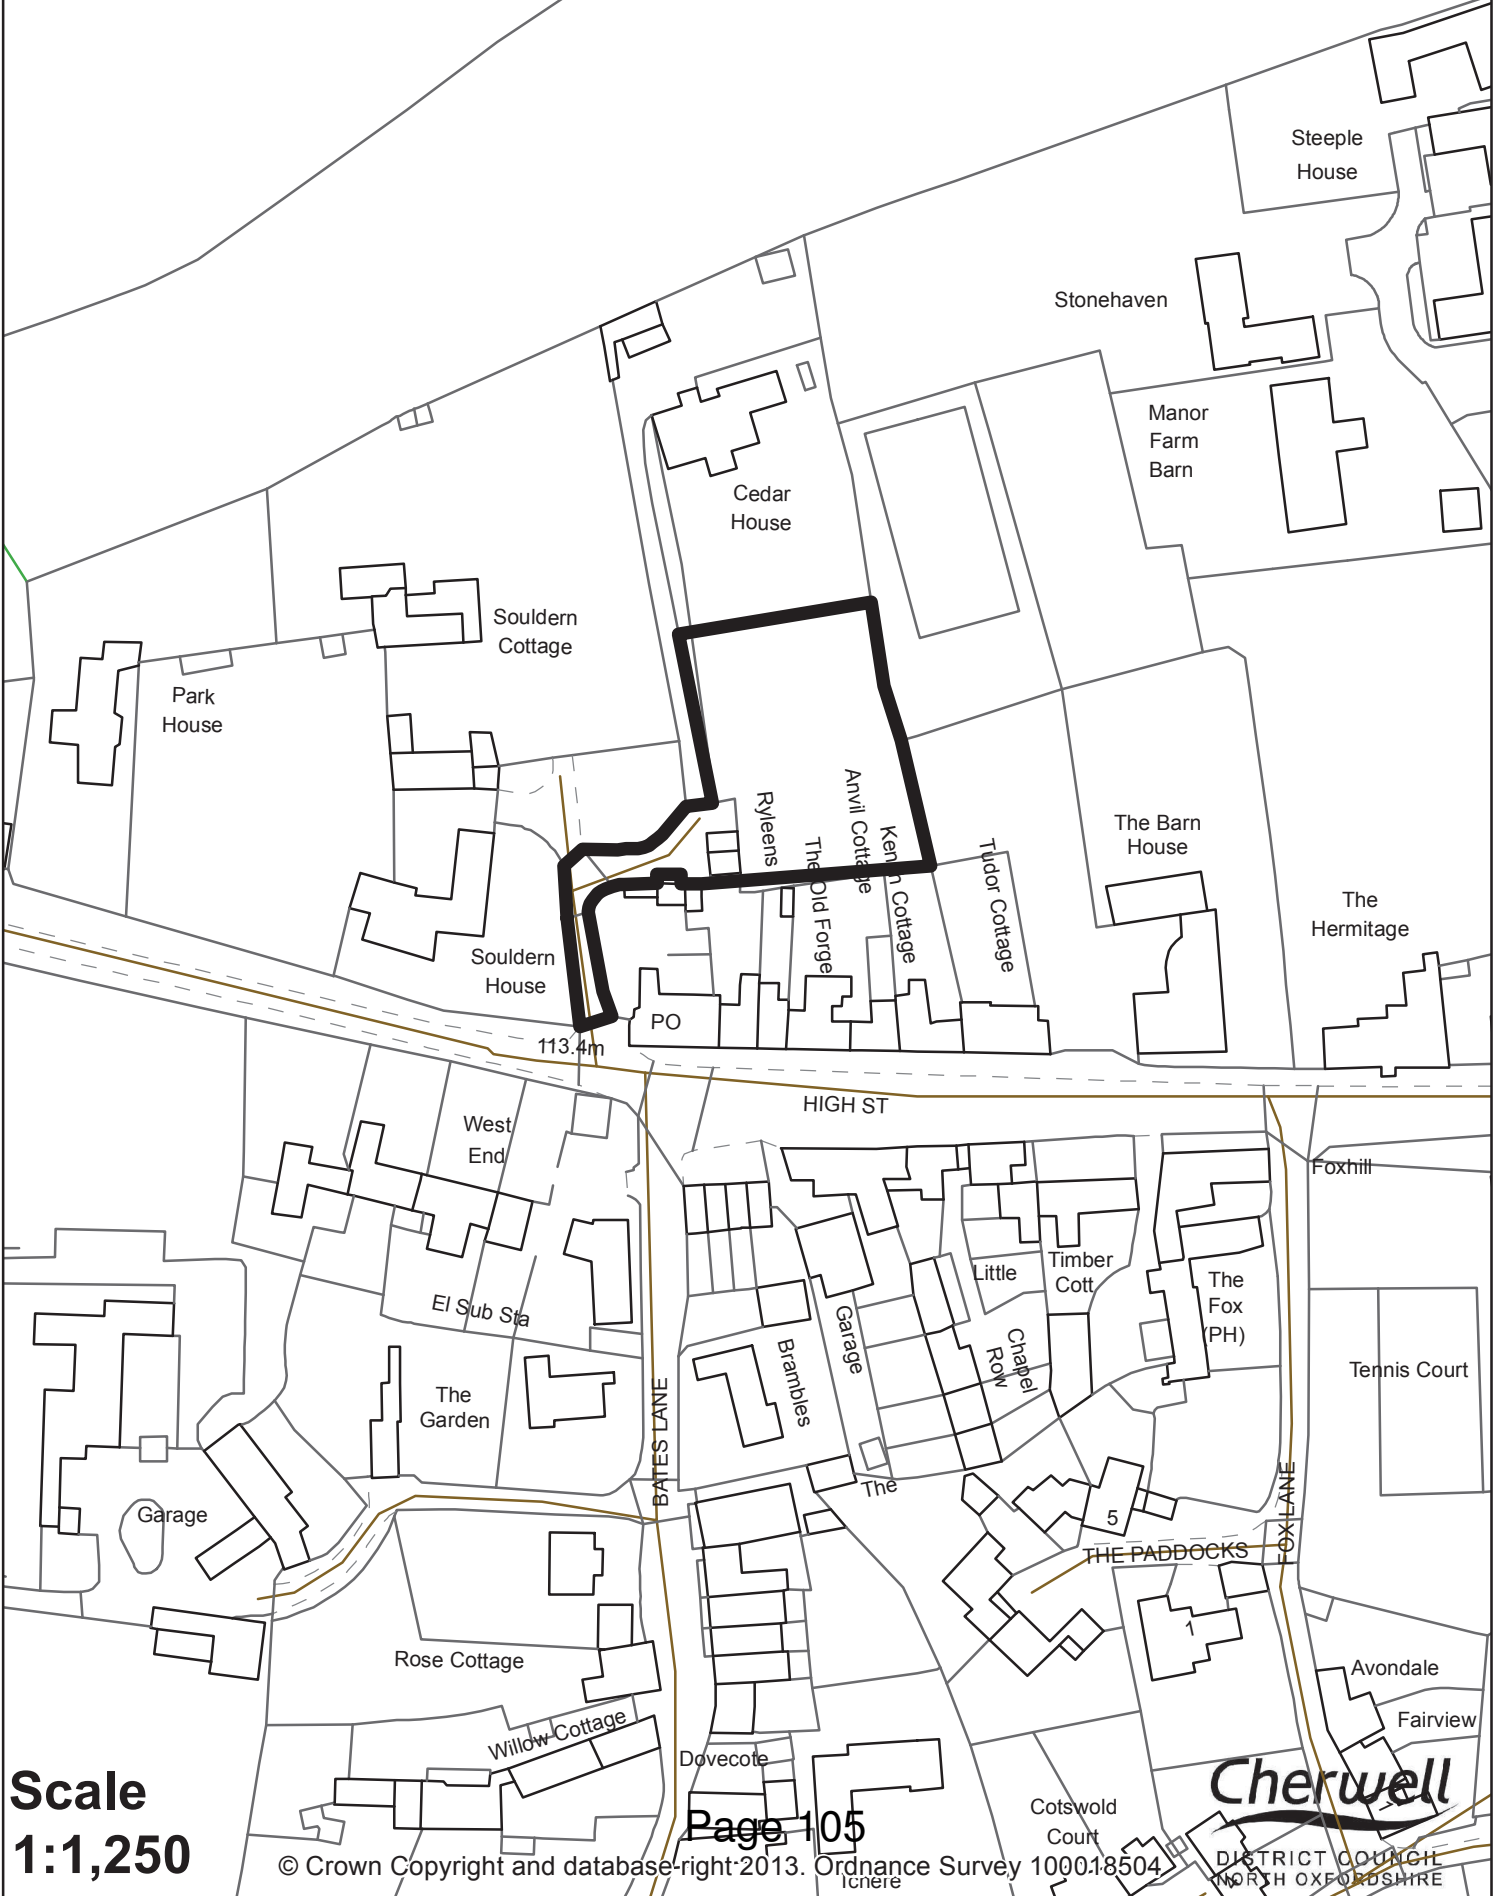 Steeple
House
Stonehaven
Manor
Farm
Barn
Cedar
House
Souldern
Cottage
Park
House
Ryleens
The Old Forge
Anvil Cottage
Cottage
Tudor Cottage
The Barn
House
The
Hermitage
Souldern
House
PO
113.4m
HIGH ST
West
End
Foxhill
El Sub Sta
Little
Timber
Cott
The
Fox
(PH)
Garage
Chapel
Row
Brambles
Tennis Court
The
Garden
BATES LANE
The
Garage
5
THE PADDOCKS
FOX LANE
1
Rose Cottage
Avondale
Fairview
Willow Cottage
Dovecote
Scale
1:1,250
Cotswold
Court
Cherwell
DISTRICT COUNCIL
NORTH OXFORDSHIRE
Page 105
© Crown Copyright and database right 2013. Ordnance Survey 100018504